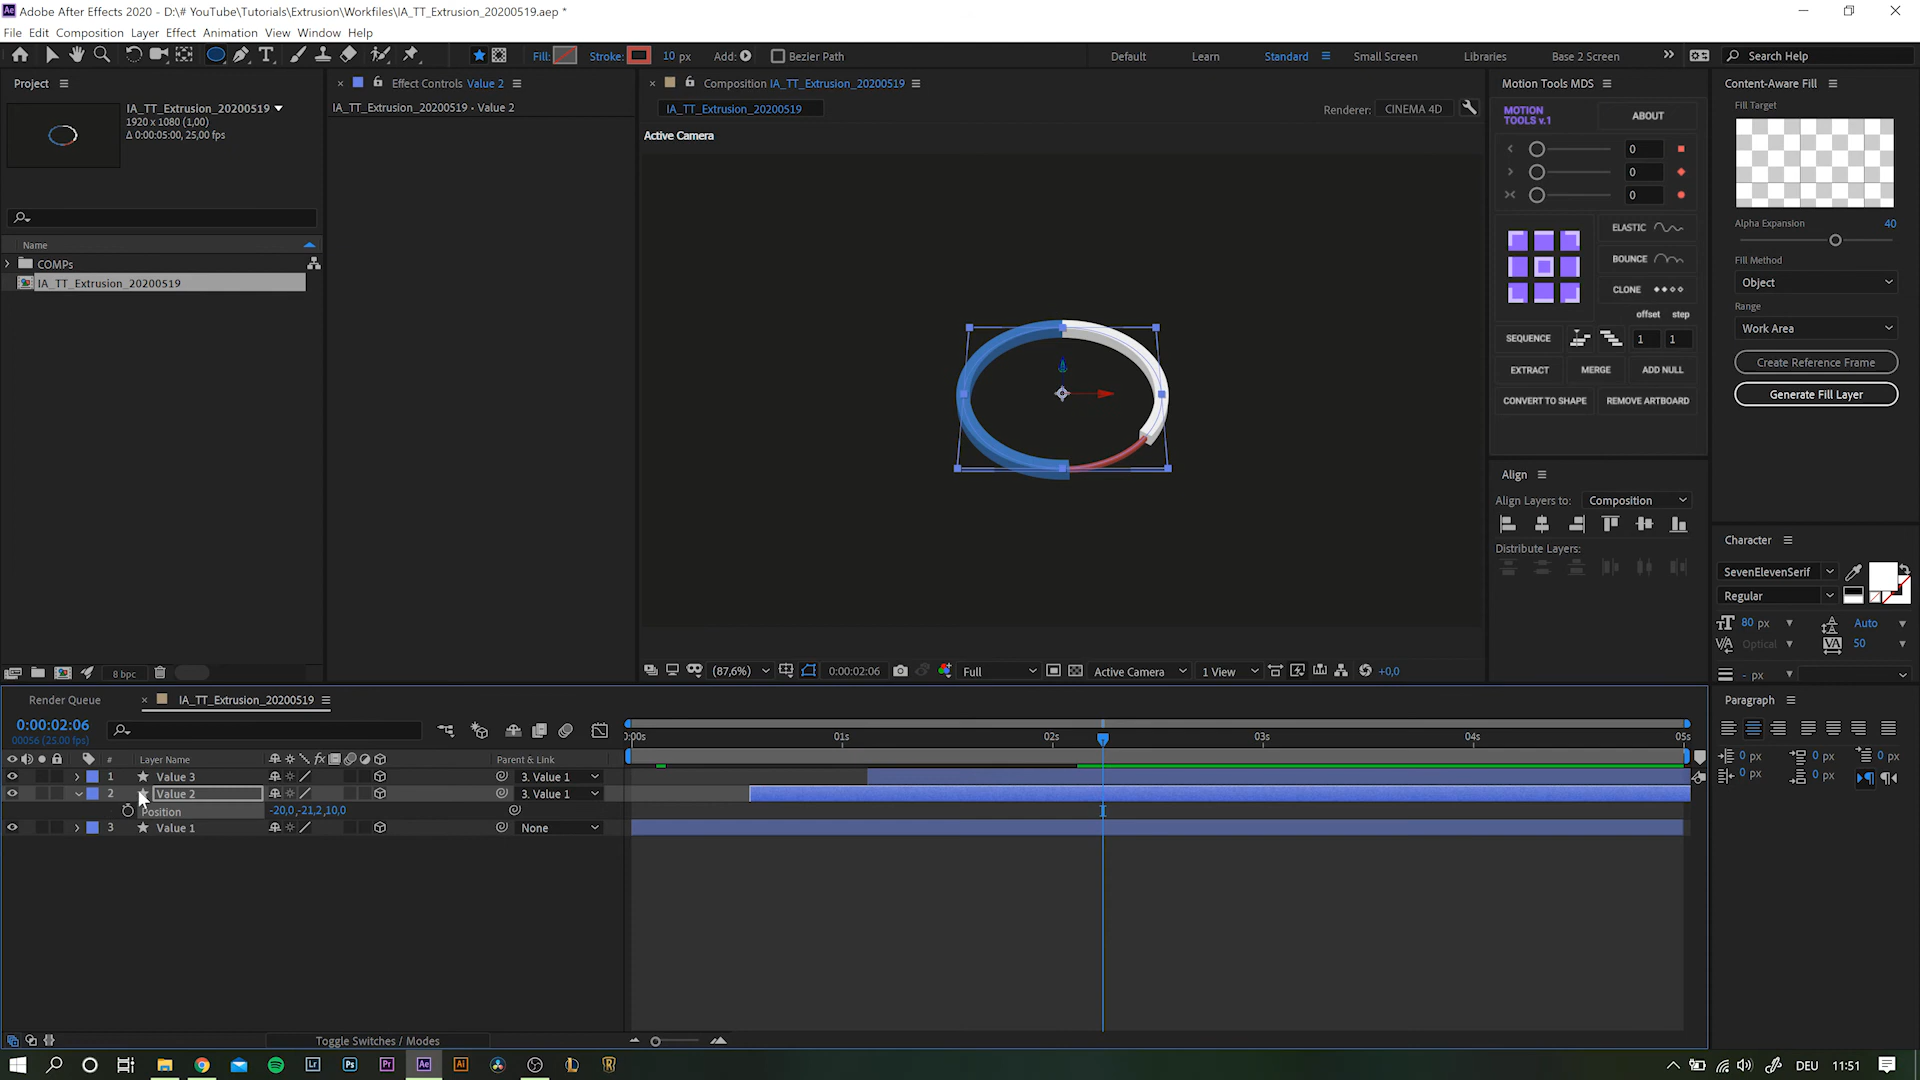 Adobe After Effects 2020 - D:\# YouTube\Tutorials\Extrusion\Workfiles\IA_TT_Extrusion_20200519.aep *
File Edit Composition Layer Effect Animation View Window Help
Fill: Stroke: 10 px Add: Bezier Path Default Learn Standard Small Screen Libraries Base 2 Screen Search Help
Project
IA_TT_Extrusion_20200519
1920 x 1080 (1,00)
Δ 0:00:05:00, 25,00 fps
Name
COMPs
IA_TT_Extrusion_20200519
8 bpc
Effect Controls Value 2
IA_TT_Extrusion_20200519 • Value 2
Composition IA_TT_Extrusion_20200519
IA_TT_Extrusion_20200519
Renderer: CINEMA 4D
Active Camera
(87,6%) 0:00:02:06 Full Active Camera 1 View +0,0
Motion Tools MDS
MOTION
TOOLS v.1
ABOUT
0
0
0
ELASTIC
BOUNCE
CLONE
offset step
SEQUENCE 1 1
EXTRACT MERGE ADD NULL
CONVERT TO SHAPE REMOVE ARTBOARD
Align
Align Layers to: Composition
Distribute Layers:
Content-Aware Fill
Fill Target
Alpha Expansion 40
Fill Method
Object
Range
Work Area
Create Reference Frame
Generate Fill Layer
Character
SevenElevenSerif
Regular
80 px Auto
Optical 50
- px
Paragraph
0 px 0 px 0 px
0 px 0 px
Render Queue IA_TT_Extrusion_20200519
0:00:02:06
00056 (25.00 fps)
# Layer Name Parent & Link
1 Value 3 3. Value 1
2 Value 2 3. Value 1
Position -20,0,-21,2,10,0
3 Value 1 None
0:00s 01s 02s 03s 04s 05s
Toggle Switches / Modes
Lr Ps Pr Ae Ai
DEU 11:51